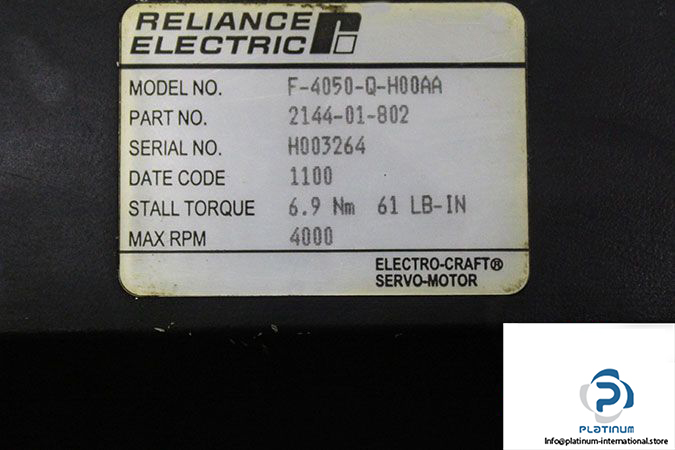 RELIANCE
ELECTRIC
MODEL NO. F-4050-Q-H00AA
PART NO. 2144-01-802
SERIAL NO. H003264
DATE CODE 1100
STALL TORQUE 6.9 Nm 61 LB-IN
MAX RPM 4000
ELECTRO-CRAFT®
SERVO-MOTOR
PLATINUM
Info@platinum-international.store